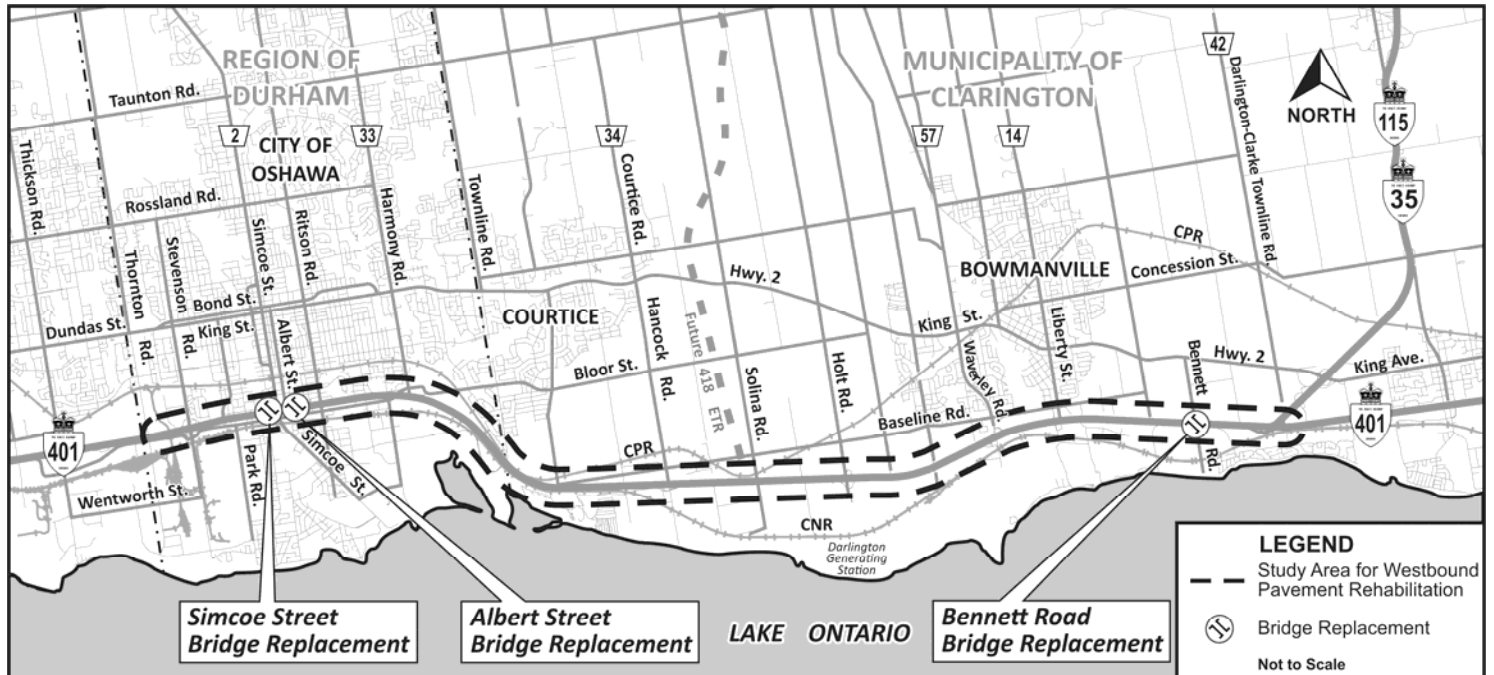 REGION OF
DURHAM
MUNICIPALITY OF
CLARINGTON
42
Darlington-Clarke Townline Rd.
NORTH
115
35
Taunton Rd.
2
33
34
57
14
CITY OF
OSHAWA
Thickson Rd.
Rossland Rd.
Simcoe St.
Ritson Rd.
Harmony Rd.
Townline Rd.
Courtice Rd.
Thornton
Rd.
Stevenson
Rd.
Bond St.
Dundas St.
King St.
Albert St.
COURTICE
Hwy. 2
BOWMANVILLE
CPR
Concession St.
Hancock
Rd.
Future 418 ETR
Bloor St.
Solina Rd.
Holt Rd.
King St.
Waverley Rd.
Liberty St.
Bennett
Rd.
Hwy. 2
King Ave.
Baseline Rd.
401
401
Park Rd.
Simcoe St.
Wentworth St.
CPR
CNR
Darlington
Generating
Station
Simcoe Street
Bridge Replacement
Albert Street
Bridge Replacement
LAKE ONTARIO
Bennett Road
Bridge Replacement
LEGEND
Study Area for Westbound
Pavement Rehabilitation
Bridge Replacement
Not to Scale